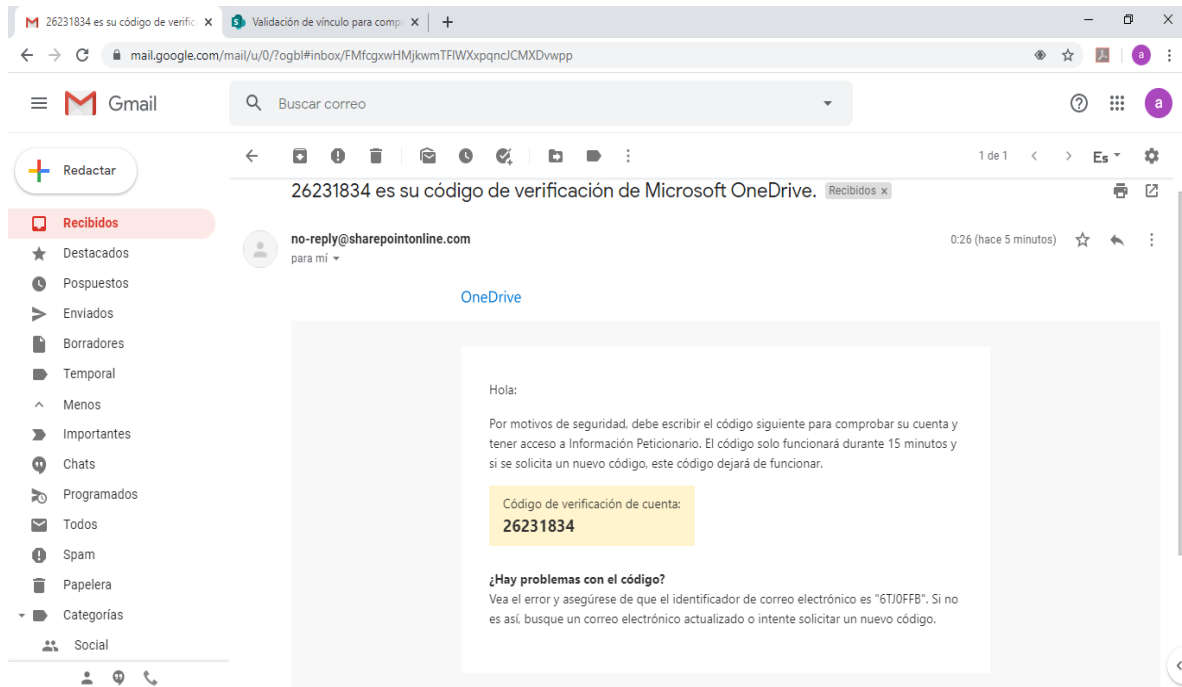 26231834 es su código de verific
Validación de vínculo para comp
mail.google.com/mail/u/0/?ogbl#inbox/FMfcgxwHMjkwmTFlWXxpqncJCMXDvwpp
a
Gmail
Buscar correo
a
Redactar
1 de 1
Es
26231834 es su código de verificación de Microsoft OneDrive.
Recibidos x
Recibidos
no-reply@sharepointonline.com
0:26 (hace 5 minutos)
para mí
Destacados
Pospuestos
Enviados
Borradores
Temporal
Menos
Importantes
Chats
Programados
Todos
Spam
Papelera
Categorías
Social
OneDrive
Hola:
Por motivos de seguridad, debe escribir el código siguiente para comprobar su cuenta y
tener acceso a Información Peticionario. El código solo funcionará durante 15 minutos y
si se solicita un nuevo código, este código dejará de funcionar.
Código de verificación de cuenta:
26231834
¿Hay problemas con el código?
Vea el error y asegúrese de que el identificador de correo electrónico es "6TJ0FFB". Si no
es así, busque un correo electrónico actualizado o intente solicitar un nuevo código.